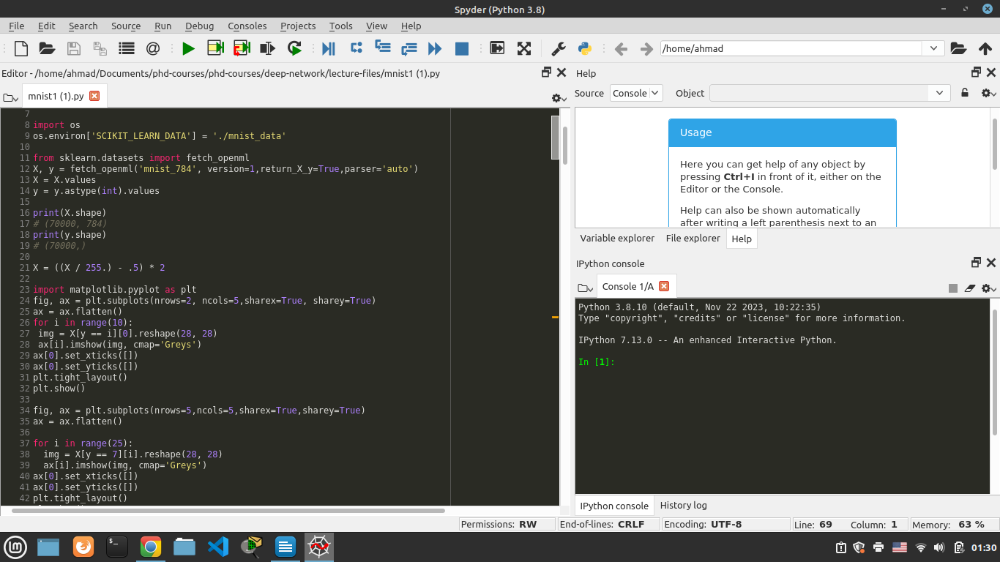 Spyder (Python 3.8)
File Edit Search Source Run Debug Consoles Projects Tools View Help
/home/ahmad
Editor - /home/ahmad/Documents/phd-courses/phd-courses/deep-network/lecture-files/mnist1 (1).py
mnist1 (1).py
7
8 import os
9 os.environ['SCIKIT_LEARN_DATA'] = './mnist_data'
10
11 from sklearn.datasets import fetch_openml
12 X, y = fetch_openml('mnist_784', version=1,return_X_y=True,parser='auto')
13 X = X.values
14 y = y.astype(int).values
15
16 print(X.shape)
17 # (70000, 784)
18 print(y.shape)
19 # (70000,)
20
21 X = ((X / 255.) - .5) * 2
22
23 import matplotlib.pyplot as plt
24 fig, ax = plt.subplots(nrows=2, ncols=5,sharex=True, sharey=True)
25 ax = ax.flatten()
26 for i in range(10):
27  img = X[y == i][0].reshape(28, 28)
28  ax[i].imshow(img, cmap='Greys')
29 ax[0].set_xticks([])
30 ax[0].set_yticks([])
31 plt.tight_layout()
32 plt.show()
33
34 fig, ax = plt.subplots(nrows=5,ncols=5,sharex=True,sharey=True)
35 ax = ax.flatten()
36
37 for i in range(25):
38   img = X[y == 7][i].reshape(28, 28)
39   ax[i].imshow(img, cmap='Greys')
40 ax[0].set_xticks([])
41 ax[0].set_yticks([])
42 plt.tight_layout()
Help
Source Console Object
Usage
Here you can get help of any object by
pressing Ctrl+I in front of it, either on the
Editor or the Console.
Help can also be shown automatically
after writing a left parenthesis next to an
Variable explorer File explorer Help
IPython console
Console 1/A
Python 3.8.10 (default, Nov 22 2023, 10:22:35)
Type "copyright", "credits" or "license" for more information.
IPython 7.13.0 -- An enhanced Interactive Python.
In [1]:
IPython console History log
Permissions: RW End-of-lines: CRLF Encoding: UTF-8 Line: 69 Column: 1 Memory: 63 %
01:30